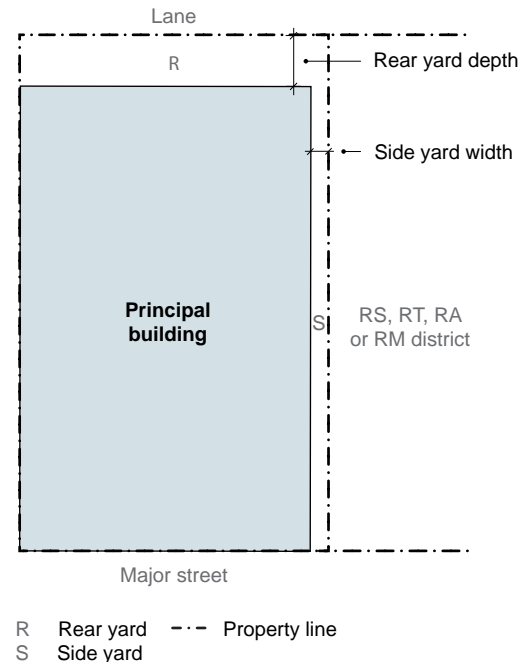 Lane
R
Rear yard depth
Side yard width
Principal
building
S
RS, RT, RA
or RM district
Major street
R Rear yard Property line
S Side yard